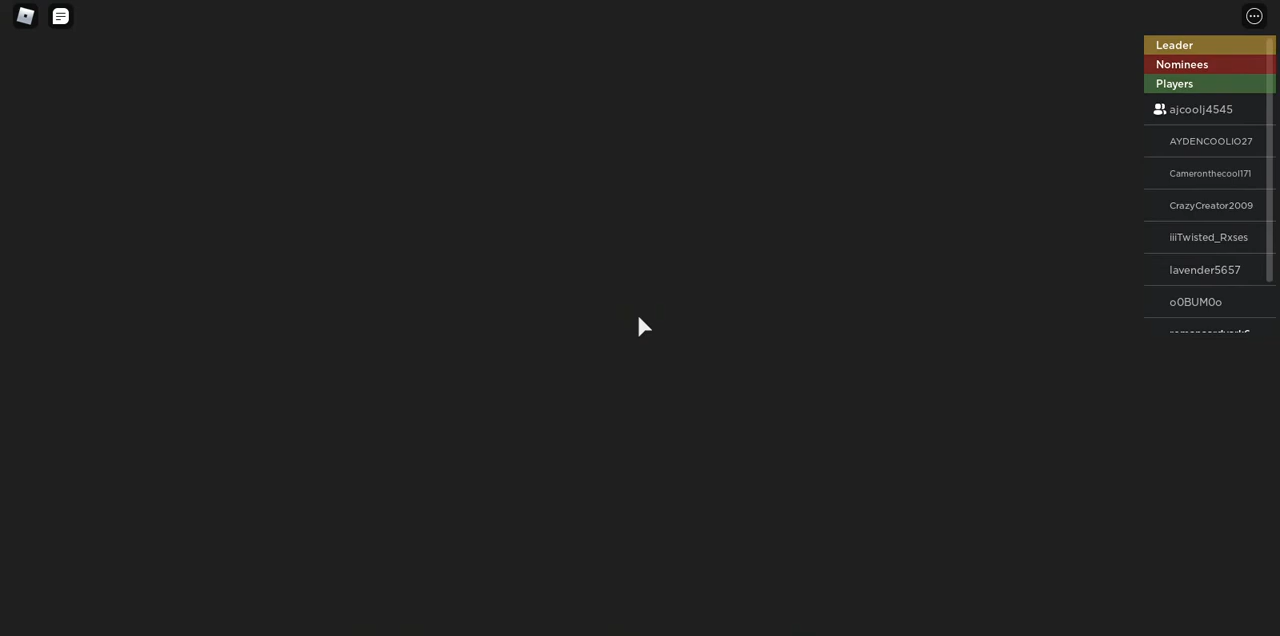 Leader
Nominees
Players
ajcoolj4545
AYDENCOOLIO27
Cameronthecool171
CrazyCreator2009
iiiTwisted_Rxses
lavender5657
o0BUM0o